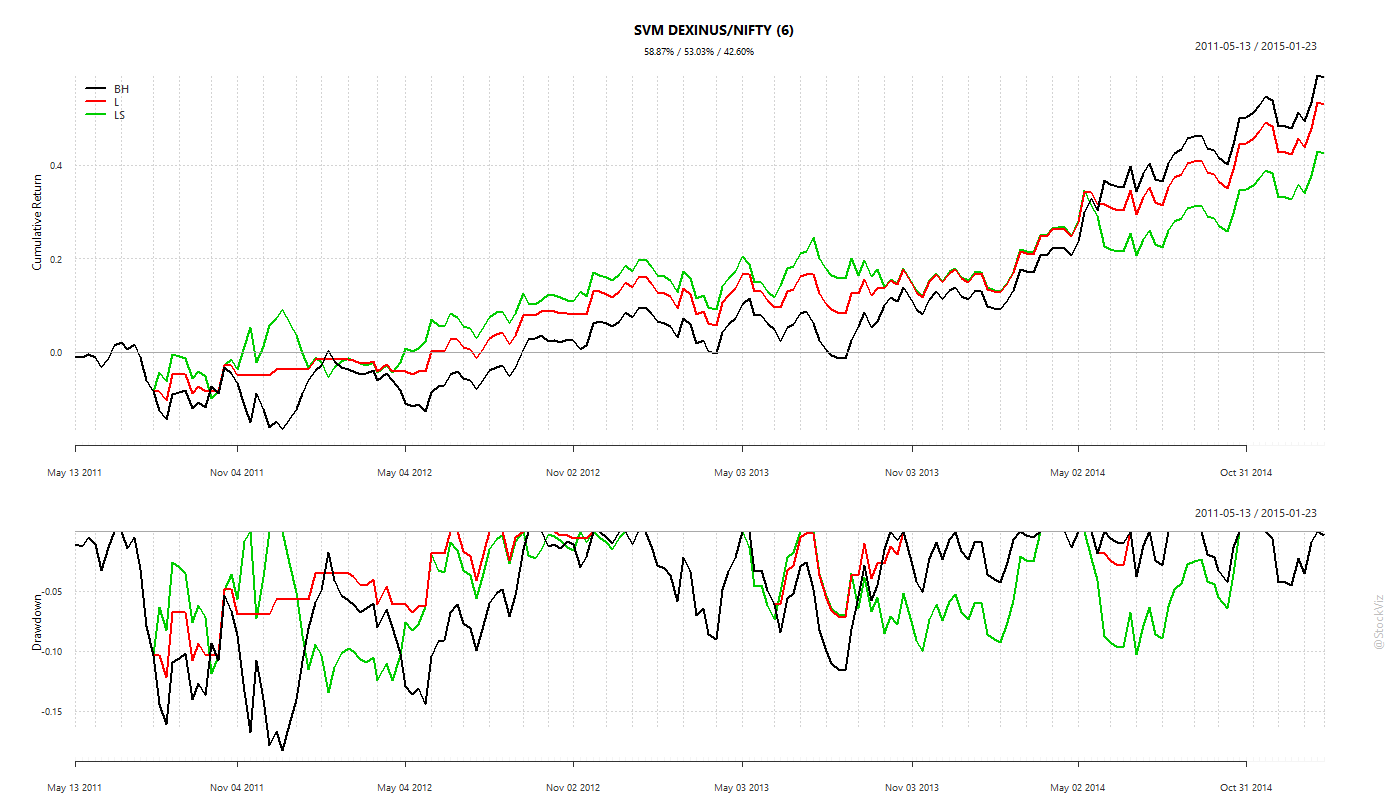 SVM DEXINUS/NIFTY (6)
58.87% / 53.03% / 42.60%
2011-05-13 / 2015-01-23
BH
L
LS
Cumulative Return
0.4
0.2
0.0
May 13 2011 Nov 04 2011 May 04 2012 Nov 02 2012 May 03 2013 Nov 03 2013 May 02 2014 Oct 31 2014
2011-05-13 / 2015-01-23
Drawdown
-0.05
-0.10
-0.15
May 13 2011 Nov 04 2011 May 04 2012 Nov 02 2012 May 03 2013 Nov 03 2013 May 02 2014 Oct 31 2014
@StockViz